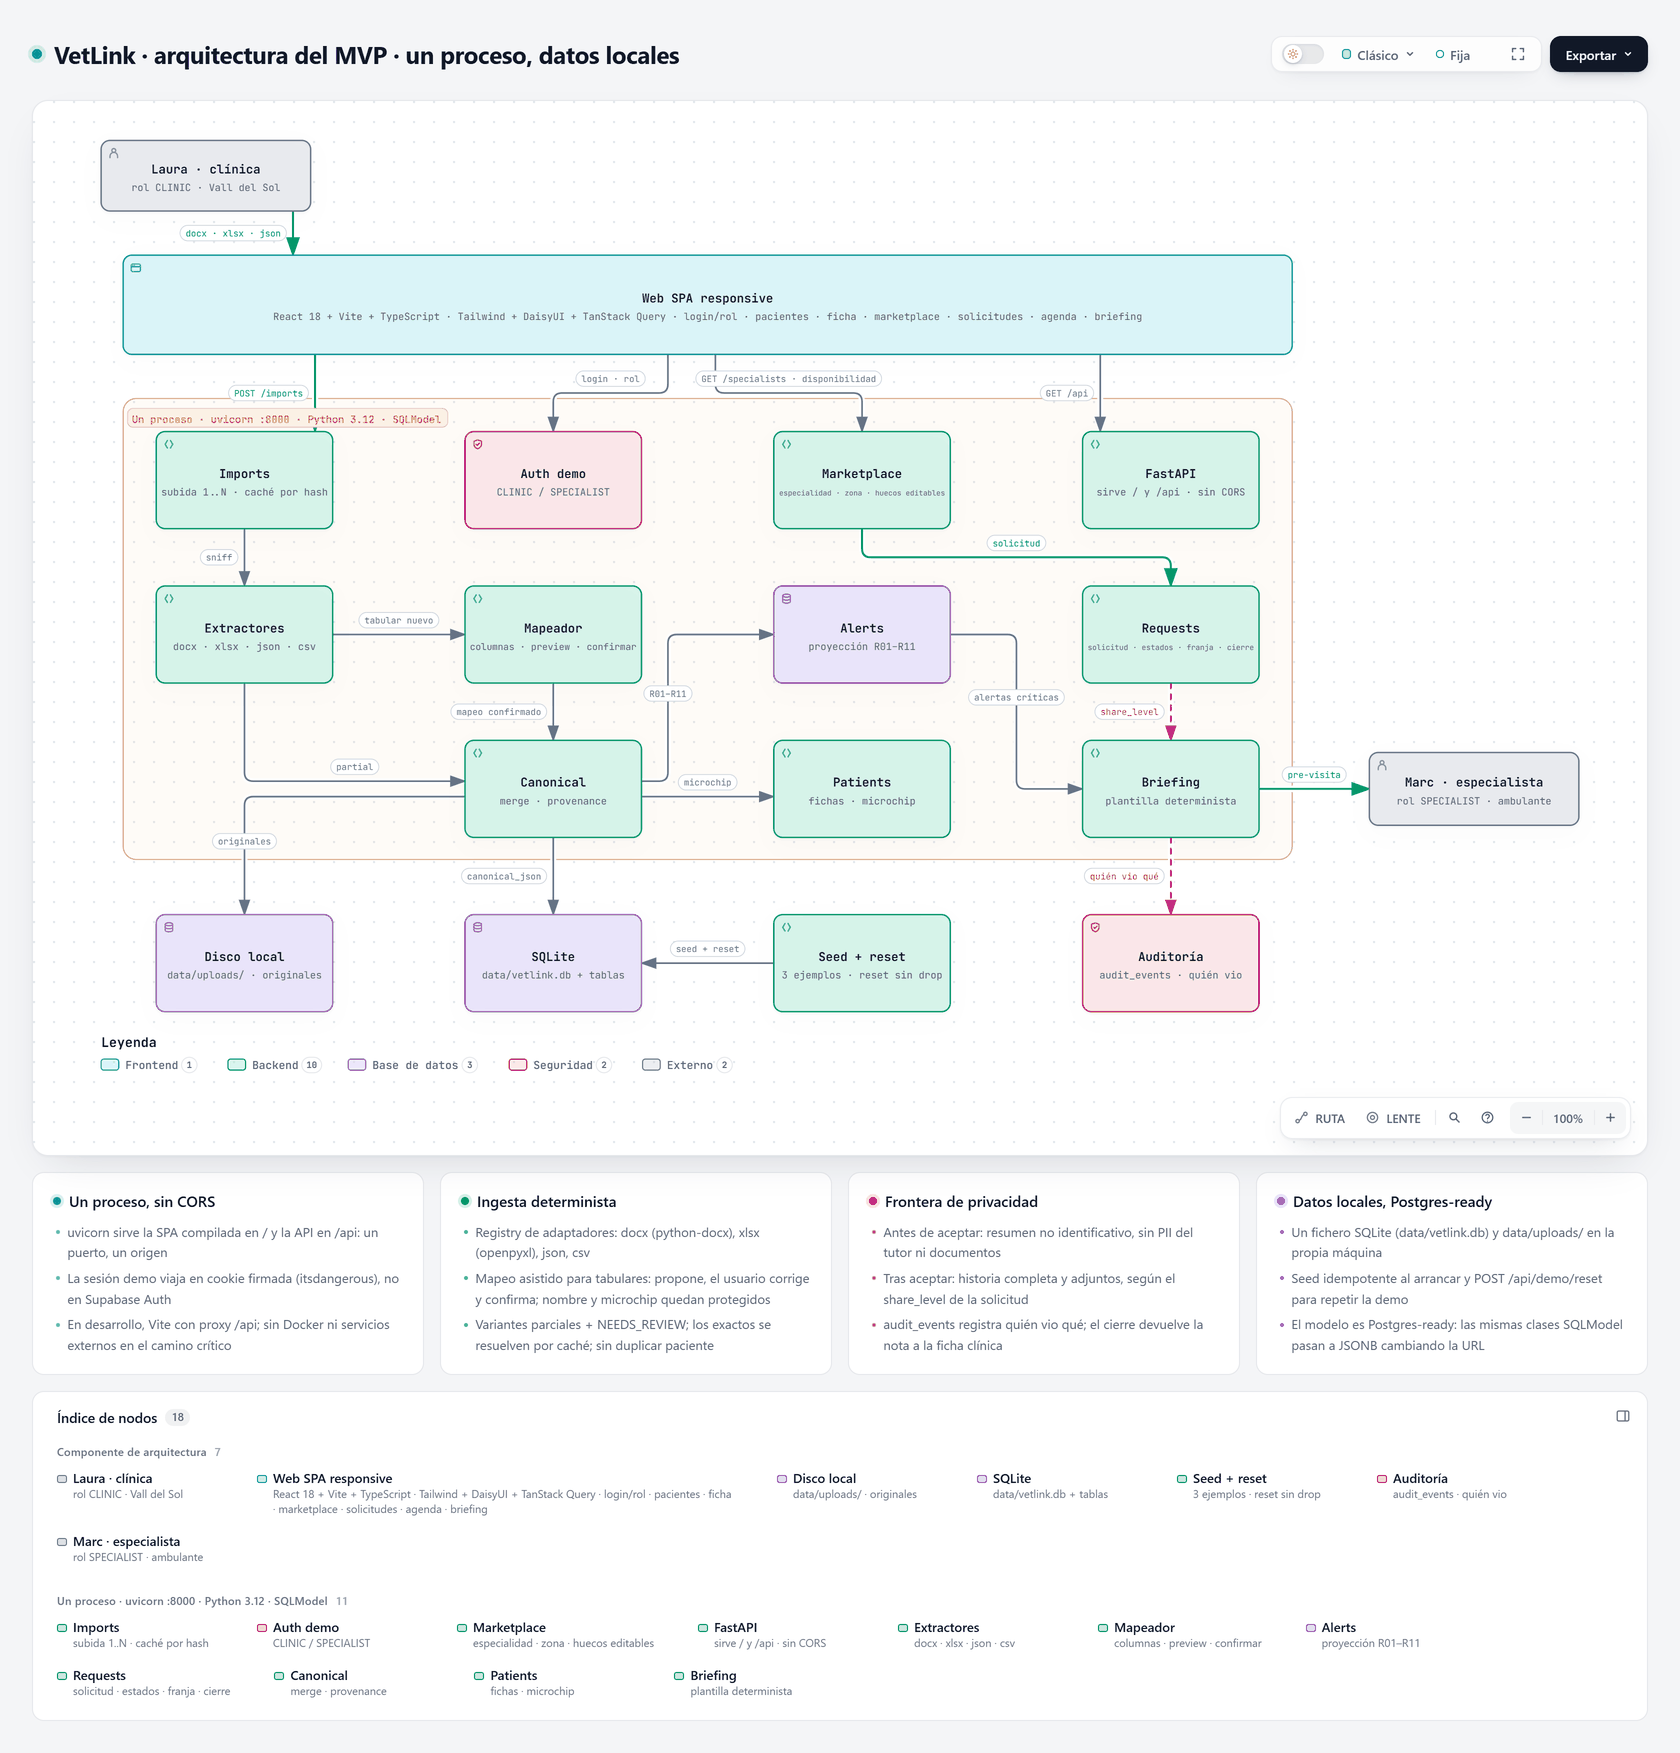 VetLink · arquitectura del MVP · un proceso, datos locales
Clásico
Fija
Exportar
Laura · clínica
rol CLINIC · Vall del Sol
docx · xlsx · json
Web SPA responsive
React 18 + Vite + TypeScript · Tailwind + DaisyUI + TanStack Query · login/rol · pacientes · ficha · marketplace · solicitudes · agenda · briefing
POST /imports
login · rol
GET /specialists · disponibilidad
GET /api
Un proceso · uvicorn :8000 · Python 3.12 · SQLModel
Imports
subida 1..N · caché por hash
Auth demo
CLINIC / SPECIALIST
Marketplace
especialidad · zona · huecos editables
FastAPI
sirve / y /api · sin CORS
sniff
solicitud
Extractores
docx · xlsx · json · csv
tabular nuevo
Mapeador
columnas · preview · confirmar
Alerts
proyección R01–R11
Requests
solicitud · estados · franja · cierre
R01–R11
alertas críticas
mapeo confirmado
share_level
partial
Canonical
merge · provenance
microchip
Patients
fichas · microchip
Briefing
plantilla determinista
pre-visita
Marc · especialista
rol SPECIALIST · ambulante
originales
canonical_json
quién vio qué
Disco local
data/uploads/ · originales
SQLite
data/vetlink.db + tablas
seed + reset
Seed + reset
3 ejemplos · reset sin drop
Auditoría
audit_events · quién vio
Leyenda
Frontend 1
Backend 10
Base de datos 3
Seguridad 2
Externo 2
RUTA
LENTE
100%
Un proceso, sin CORS
uvicorn sirve la SPA compilada en / y la API en /api: un
puerto, un origen
La sesión demo viaja en cookie firmada (itsdangerous), no
en Supabase Auth
En desarrollo, Vite con proxy /api; sin Docker ni servicios
externos en el camino crítico
Ingesta determinista
Registry de adaptadores: docx (python-docx), xlsx
(openpyxl), json, csv
Mapeo asistido para tabulares: propone, el usuario corrige
y confirma; nombre y microchip quedan protegidos
Variantes parciales + NEEDS_REVIEW; los exactos se
resuelven por caché; sin duplicar paciente
Frontera de privacidad
Antes de aceptar: resumen no identificativo, sin PII del
tutor ni documentos
Tras aceptar: historia completa y adjuntos, según el
share_level de la solicitud
audit_events registra quién vio qué; el cierre devuelve la
nota a la ficha clínica
Datos locales, Postgres-ready
Un fichero SQLite (data/vetlink.db) y data/uploads/ en la
propia máquina
Seed idempotente al arrancar y POST /api/demo/reset
para repetir la demo
El modelo es Postgres-ready: las mismas clases SQLModel
pasan a JSONB cambiando la URL
Índice de nodos 18
Componente de arquitectura 7
Laura · clínica
rol CLINIC · Vall del Sol
Web SPA responsive
React 18 + Vite + TypeScript · Tailwind + DaisyUI + TanStack Query · login/rol · pacientes · ficha
· marketplace · solicitudes · agenda · briefing
Disco local
data/uploads/ · originales
SQLite
data/vetlink.db + tablas
Seed + reset
3 ejemplos · reset sin drop
Auditoría
audit_events · quién vio
Marc · especialista
rol SPECIALIST · ambulante
Un proceso · uvicorn :8000 · Python 3.12 · SQLModel 11
Imports
subida 1..N · caché por hash
Auth demo
CLINIC / SPECIALIST
Marketplace
especialidad · zona · huecos editables
FastAPI
sirve / y /api · sin CORS
Extractores
docx · xlsx · json · csv
Mapeador
columnas · preview · confirmar
Alerts
proyección R01–R11
Requests
solicitud · estados · franja · cierre
Canonical
merge · provenance
Patients
fichas · microchip
Briefing
plantilla determinista